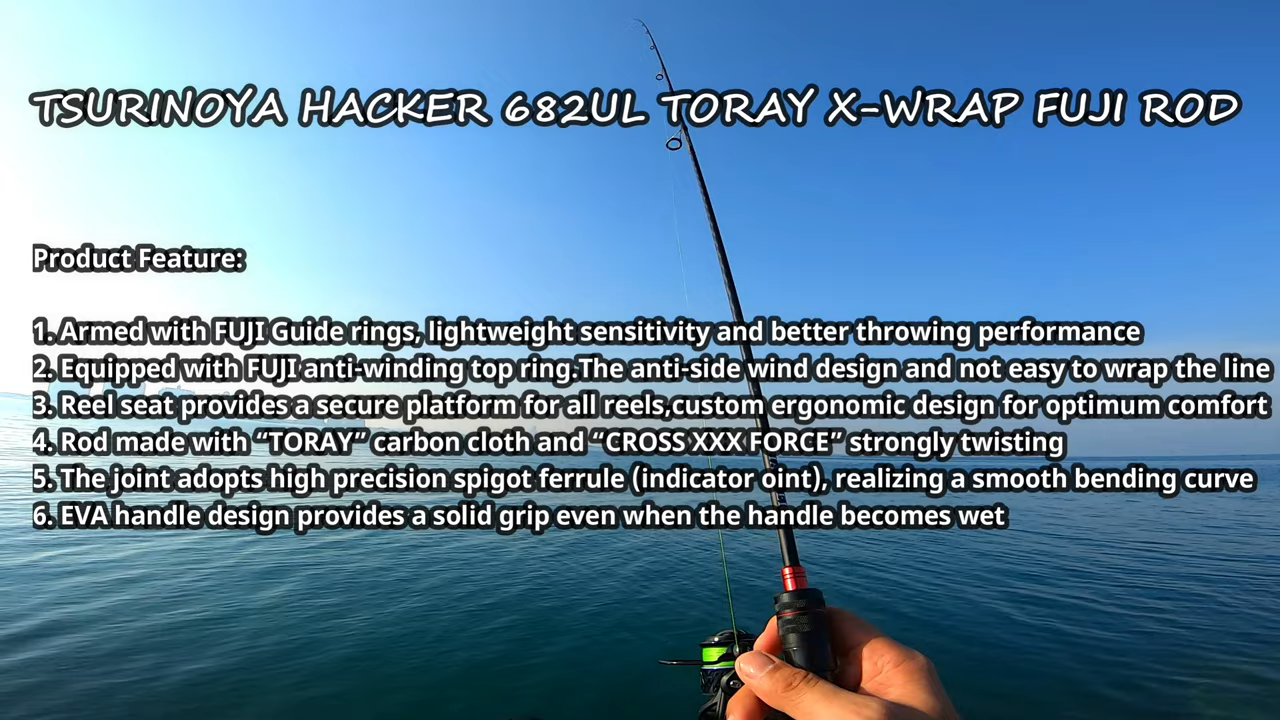 TSURINOYA HACKER 682UL TORAY X-WRAP FUJI ROD
Product Feature:
1. Armed with FUJI Guide rings, lightweight sensitivity and better throwing performance
2. Equipped with FUJI anti-winding top ring.The anti-side wind design and not easy to wrap the line
3. Reel seat provides a secure platform for all reels,custom ergonomic design for optimum comfort
4. Rod made with “TORAY” carbon cloth and “CROSS XXX FORCE” strongly twisting
5. The joint adopts high precision spigot ferrule (indicator oint), realizing a smooth bending curve
6. EVA handle design provides a solid grip even when the handle becomes wet